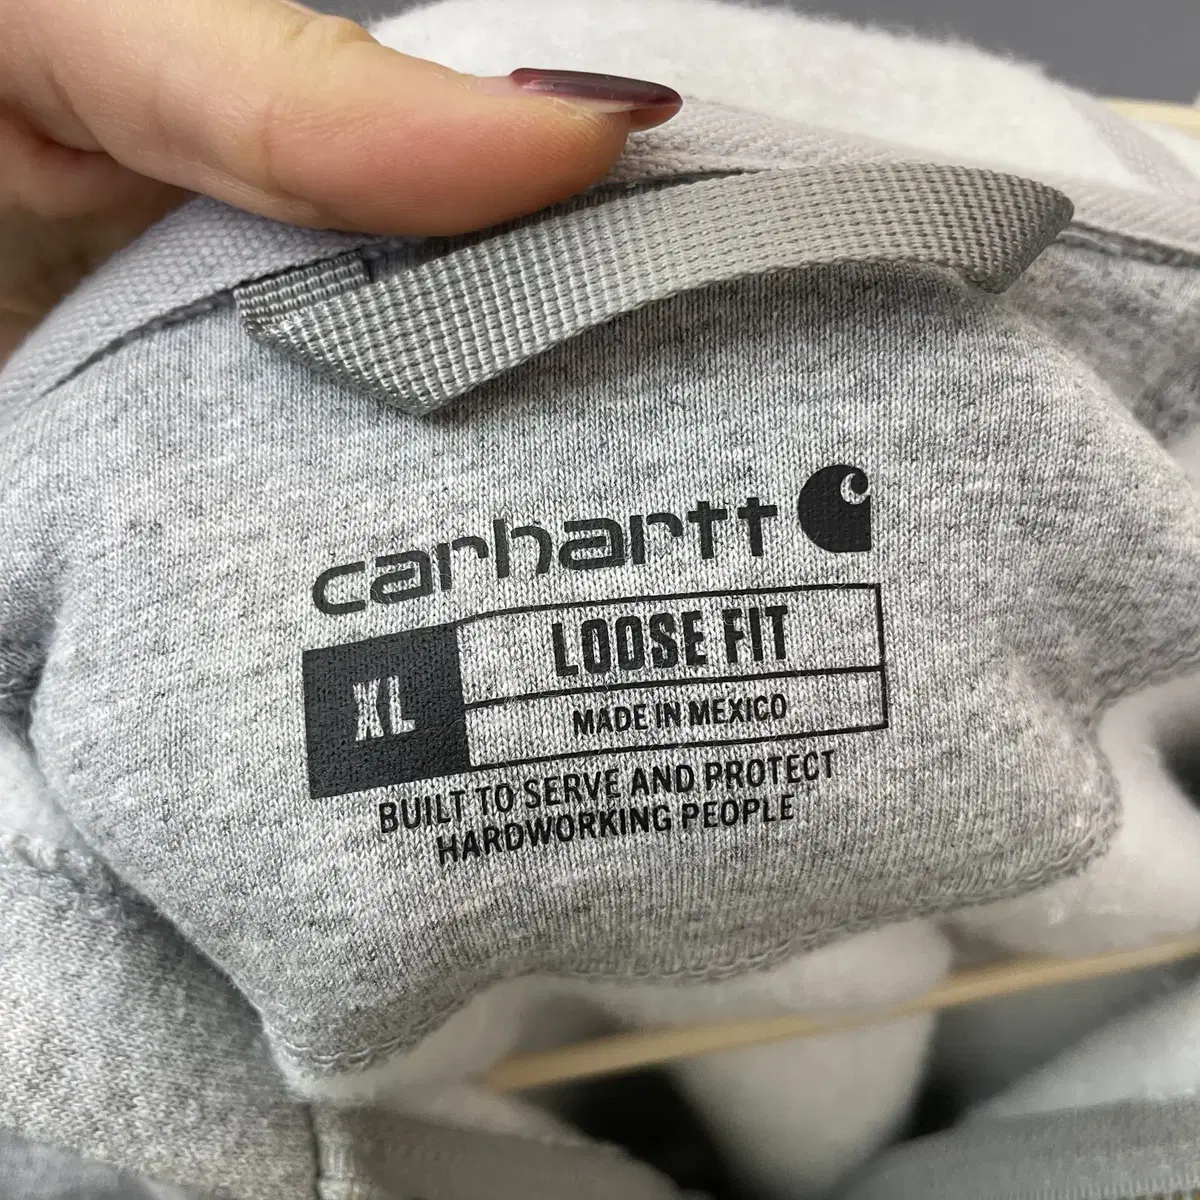 carhartt
XL
LOOSE FIT
MADE IN MEXICO
BUILT TO SERVE AND PROTECT
HARDWORKING PEOPLE